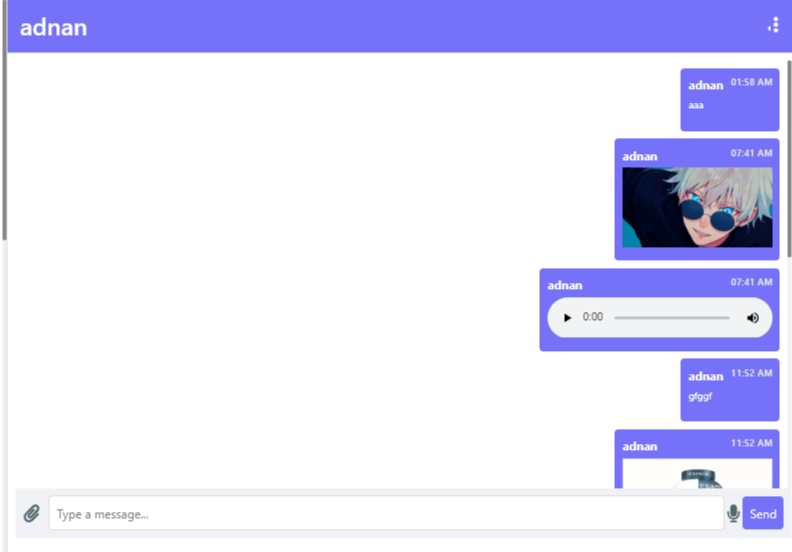 adnan
adnan 01:58 AM
aaa
adnan 07:41 AM
adnan 07:41 AM
0:00
adnan 11:52 AM
gfggf
adnan 11:52 AM
Type a message...
Send